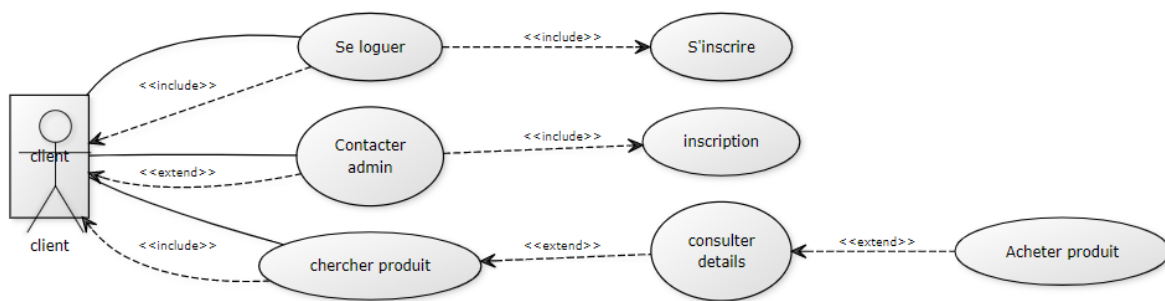 Se loguer
<<include>>
S'inscrire
<<include>>
client
Contacter
admin
<<include>>
inscription
<<extend>>
client
<<include>>
chercher produit
<<extend>>
consulter
details
<<extend>>
Acheter produit